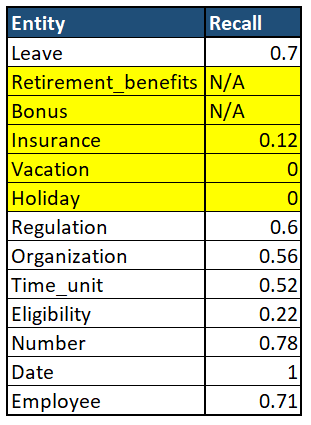 Entity Recall
Leave 0.7
Retirement_benefits N/A
Bonus N/A
Insurance 0.12
Vacation 0
Holiday 0
Regulation 0.6
Organization 0.56
Time_unit 0.52
Eligibility 0.22
Number 0.78
Date 1
Employee 0.71